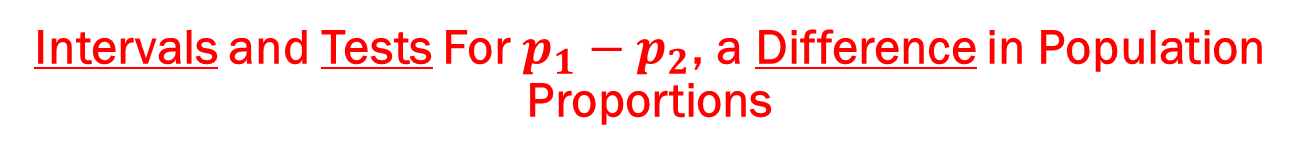 Intervals and Tests For p₁ − p₂, a Difference in Population
Proportions